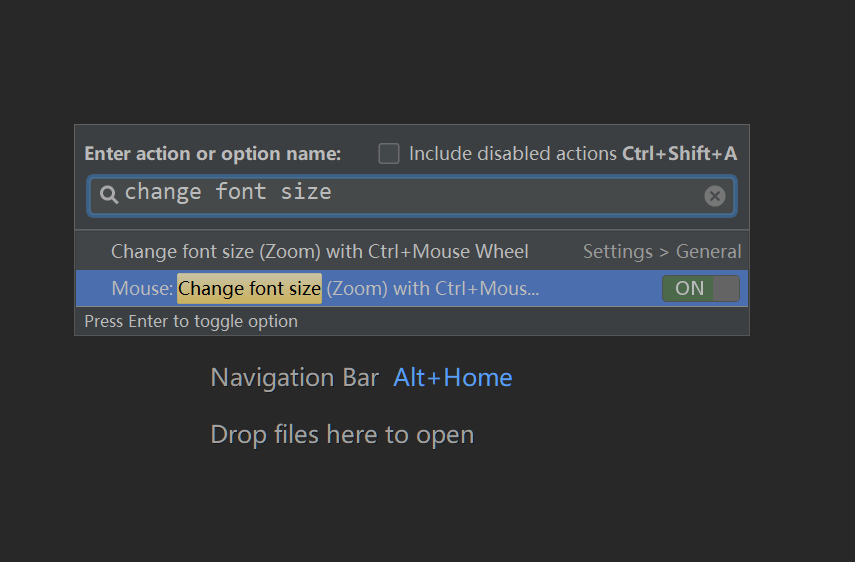 Enter action or option name: Include disabled actions Ctrl+Shift+A
change font size
Change font size (Zoom) with Ctrl+Mouse Wheel Settings > General
Mouse: Change font size (Zoom) with Ctrl+Mous... ON
Press Enter to toggle option
Navigation Bar Alt+Home
Drop files here to open